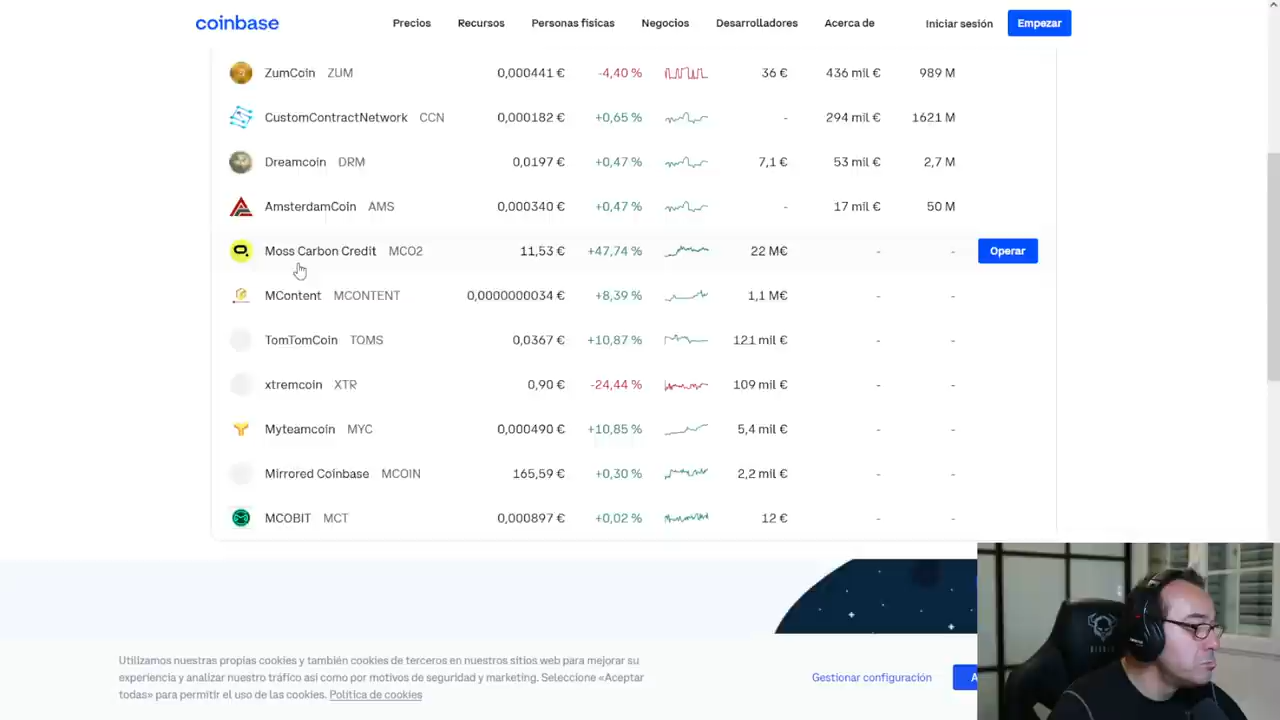 coinbase Precios Recursos Personas físicas Negocios Desarrolladores Acerca de Iniciar sesión Empezar
ZumCoin ZUM 0,000441 € -4,40 % 36 € 436 mil € 989 M
CustomContractNetwork CCN 0,000182 € +0,65 % - 294 mil € 1621 M
Dreamcoin DRM 0,0197 € +0,47 % 7,1 € 53 mil € 2,7 M
AmsterdamCoin AMS 0,000340 € +0,47 % - 17 mil € 50 M
Moss Carbon Credit MCO2 11,53 € +47,74 % 22 M€ - - Operar
MContent MCONTENT 0,0000000034 € +8,39 % 1,1 M€ - -
TomTomCoin TOMS 0,0367 € +10,87 % 121 mil € - -
xtremcoin XTR 0,90 € -24,44 % 109 mil € - -
Myteamcoin MYC 0,000490 € +10,85 % 5,4 mil € - -
Mirrored Coinbase MCOIN 165,59 € +0,30 % 2,2 mil € - -
MCOBIT MCT 0,000897 € +0,02 % 12 € - -
Utilizamos nuestras propias cookies y también cookies de terceros en nuestros sitios web para mejorar su
experiencia y analizar nuestro tráfico así como por motivos de seguridad y marketing. Seleccione «Aceptar
todas» para permitir el uso de las cookies. Política de cookies
Gestionar configuración